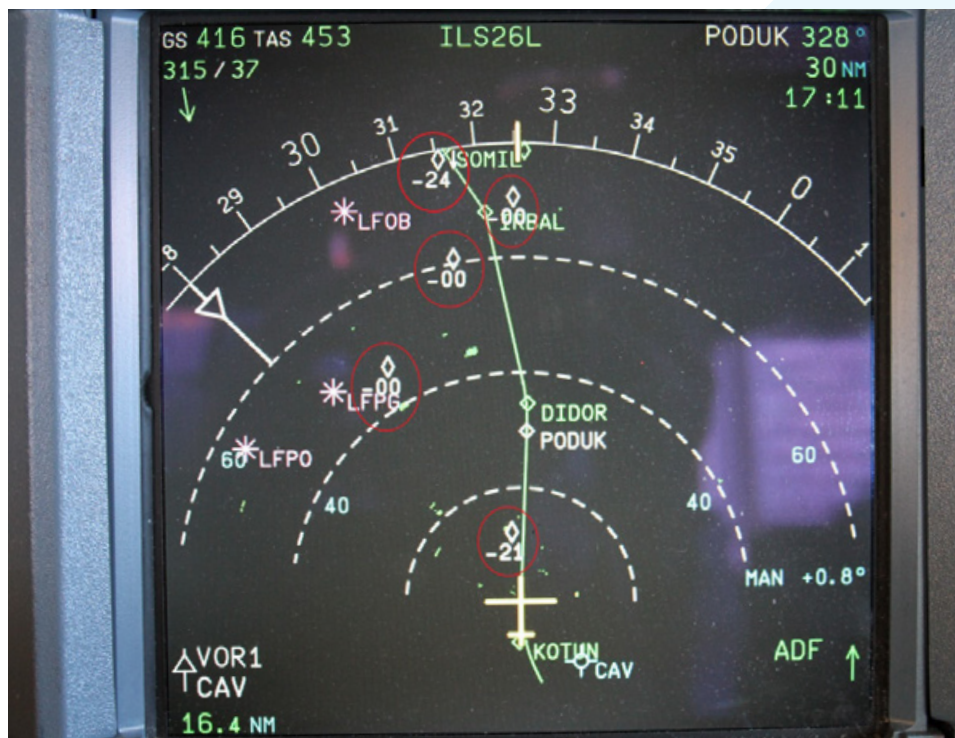 GS 416 TAS 453 ILS26L PODUK 328°
315/37 30 NM
17:11
30 31 32 33 34 35 0 1
29
8
ISOMIL
-24
-00 IRBAL
LFOB
-00
-00
LFPG
DIDOR
PODUK
60 LFPO 60
40 40
-21
MAN +0.8°
KOTUN
CAV
VOR1 ADF
CAV
16.4 NM